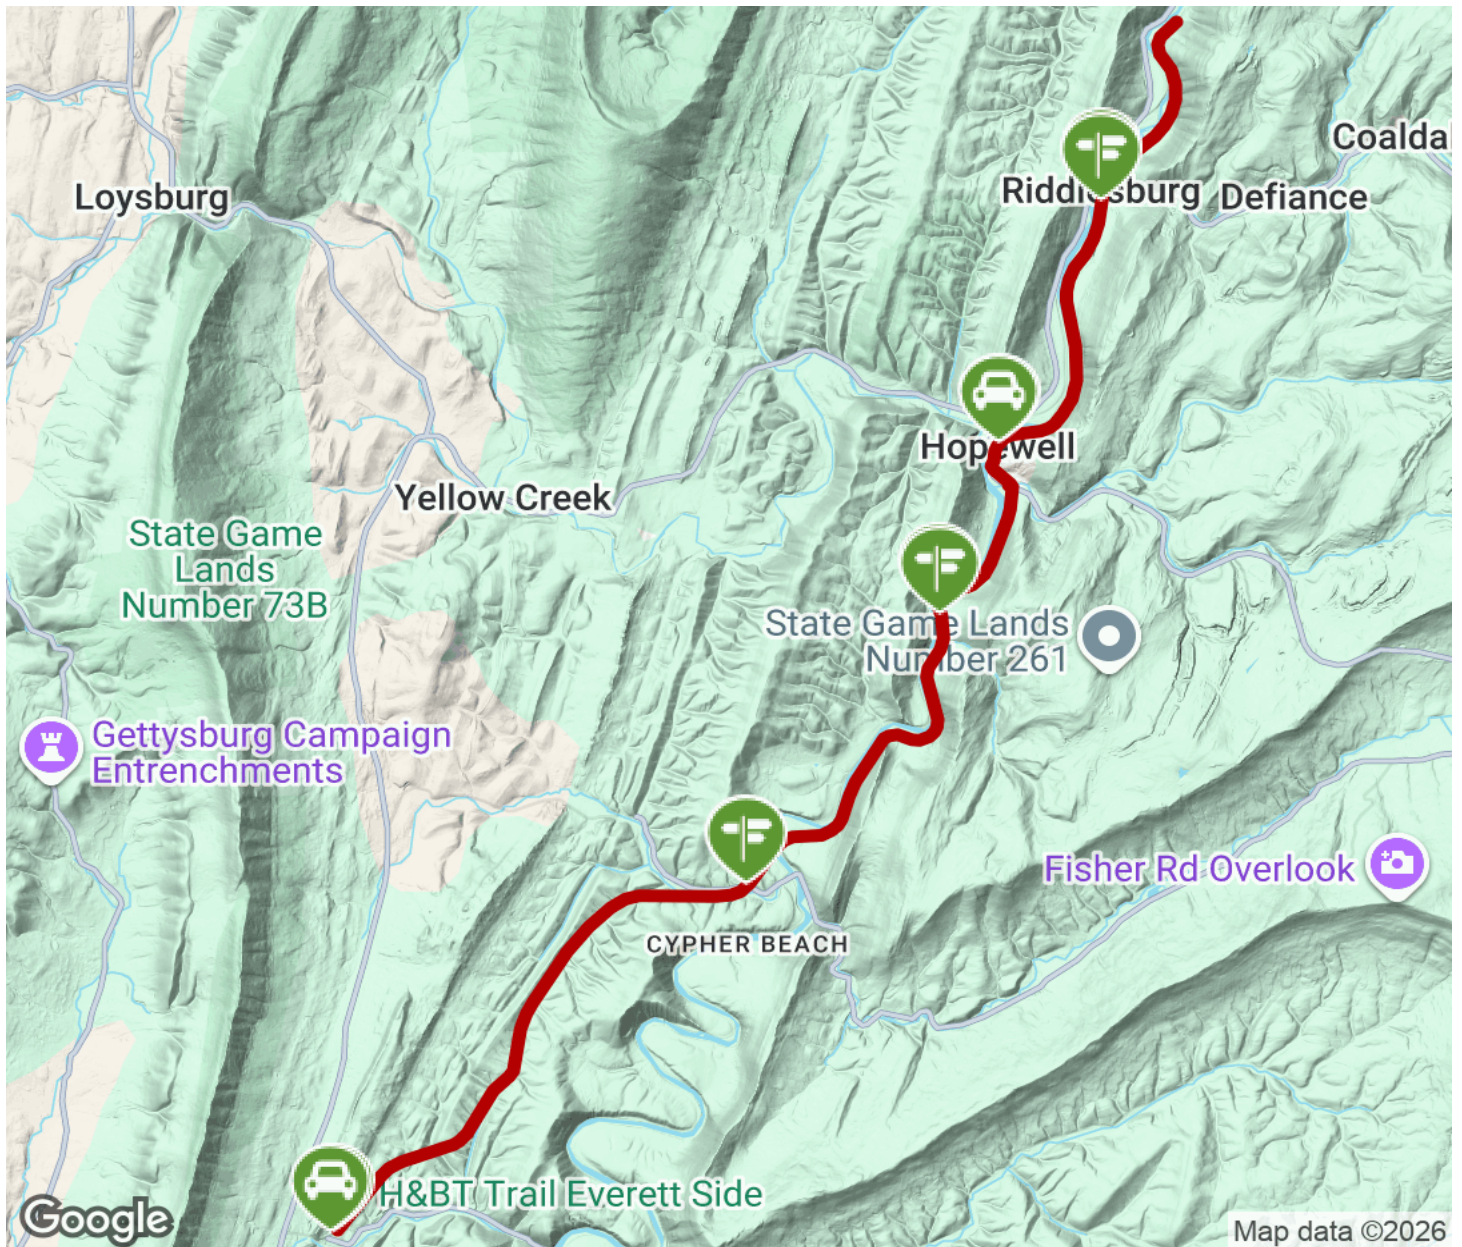 Coaldal
Riddlesburg
Defiance
Loysburg
Hopewell
Yellow Creek
State Game
Lands
Number 73B
State Game Lands
Number 261
Gettysburg Campaign
Entrenchments
Fisher Rd Overlook
CYPHER BEACH
H&BT Trail Everett Side
Google
Map data ©2026